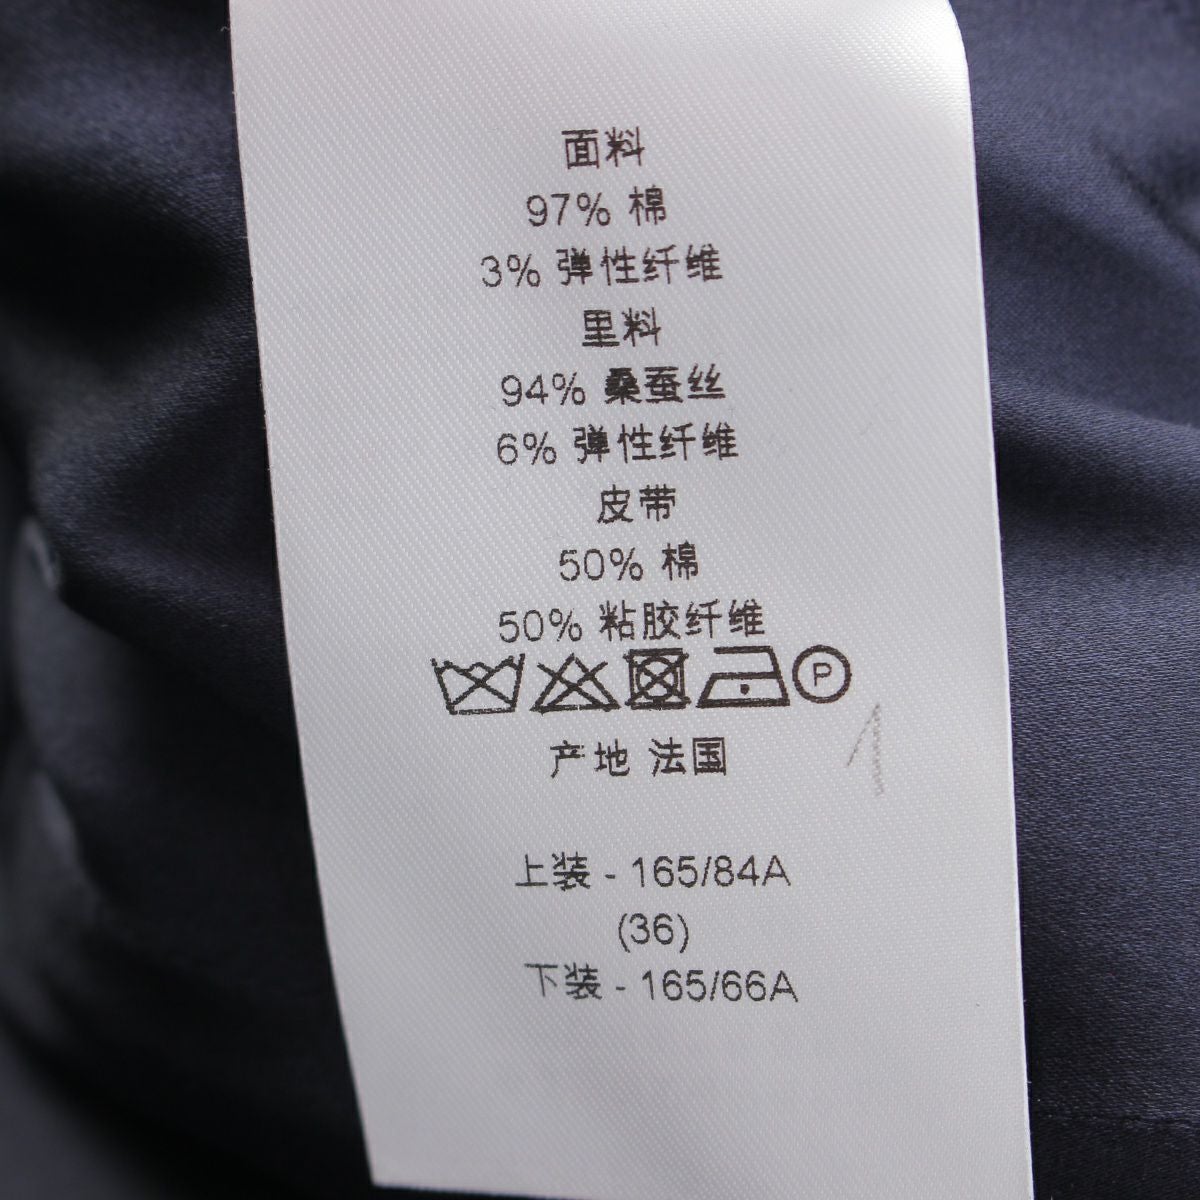 面料
97% 棉
3% 弹性纤维
里料
94% 桑蚕丝
6% 弹性纤维
皮带
50% 棉
50% 粘胶纤维
P
产地 法国
1
上装 - 165/84A
(36)
下装 - 165/66A